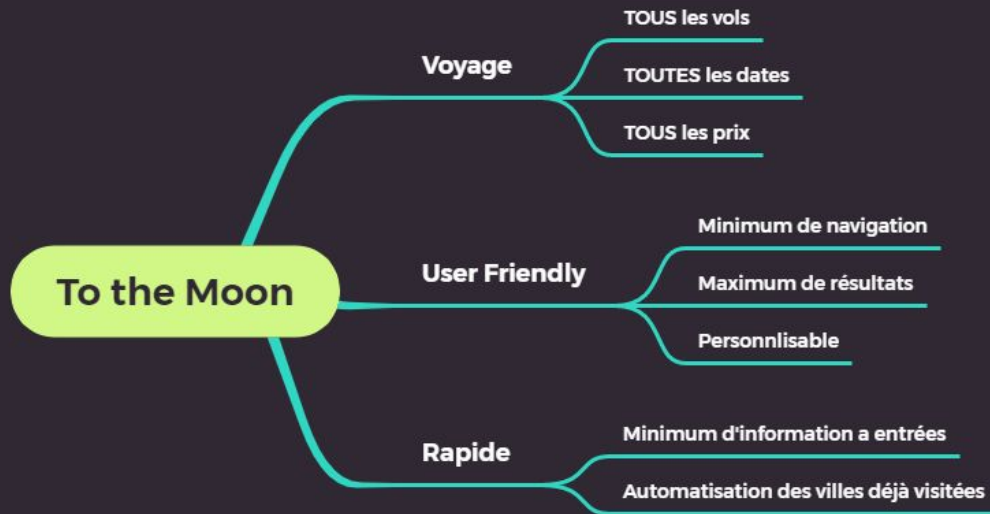 To the Moon
Voyage
TOUS les vols
TOUTES les dates
TOUS les prix
User Friendly
Minimum de navigation
Maximum de résultats
Personnlisable
Rapide
Minimum d'information a entrées
Automatisation des villes déjà visitées